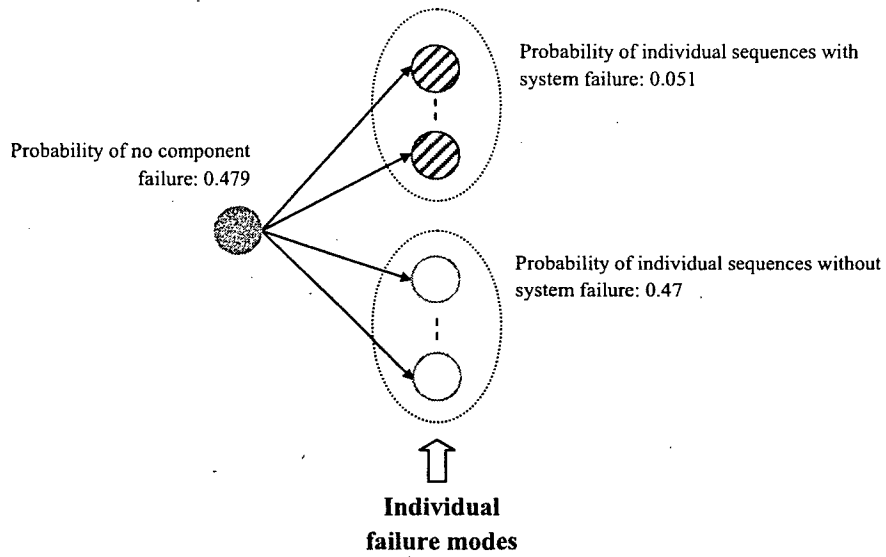 Probability of individual sequences with
system failure: 0.051
Probability of no component
failure: 0.479
Probability of individual sequences without
system failure: 0.47
Individual
failure modes